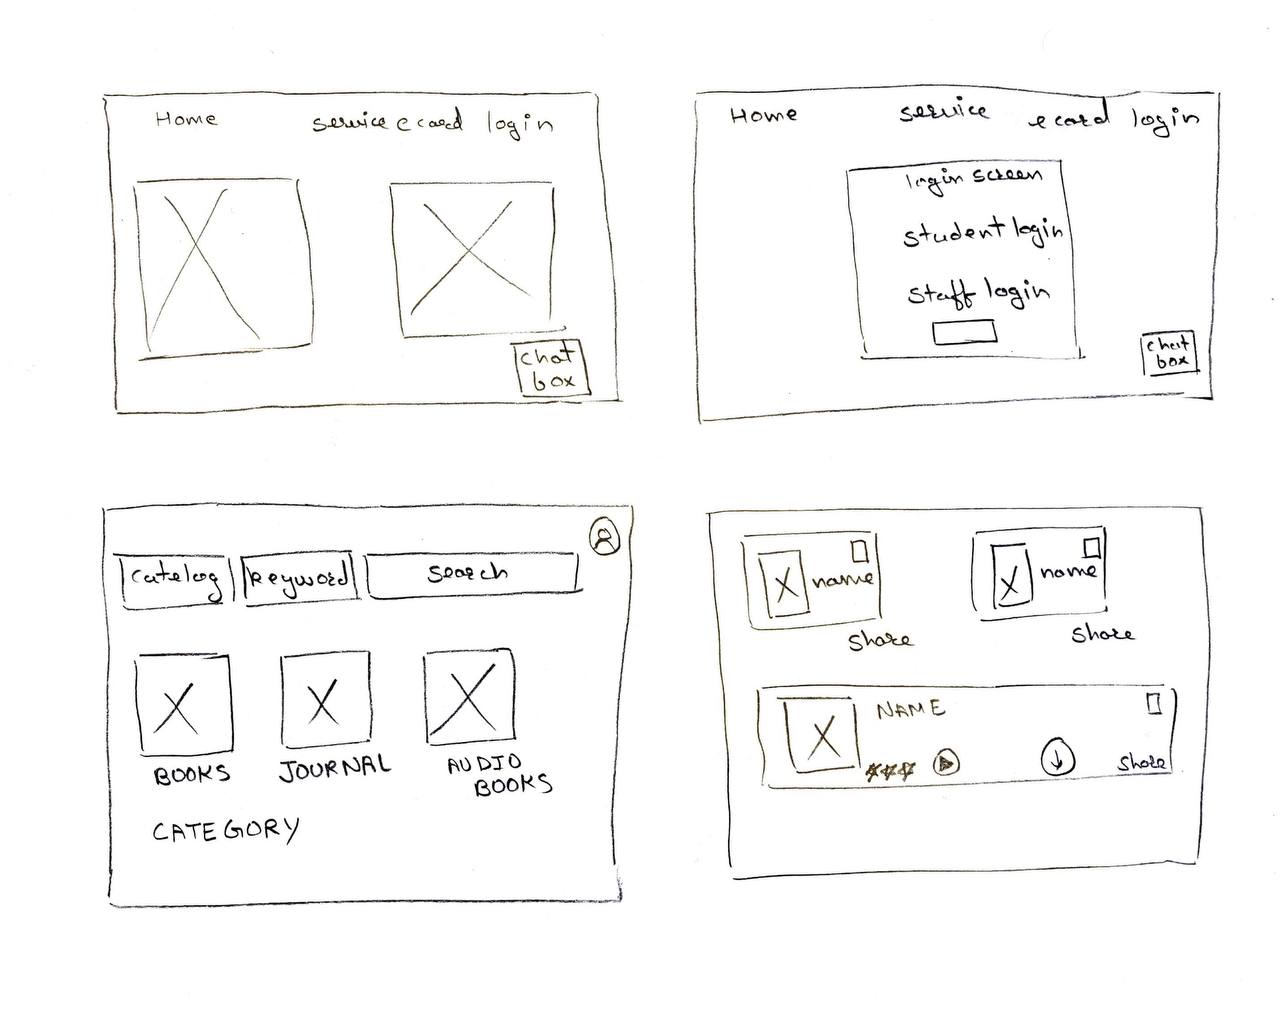 Home service ecard login
chat
box
Home service ecard login
login screen
student login
staff login
chat
box
catelog keyword search
BOOKS JOURNAL AUDIO
BOOKS
CATEGORY
name name
share share
NAME
share